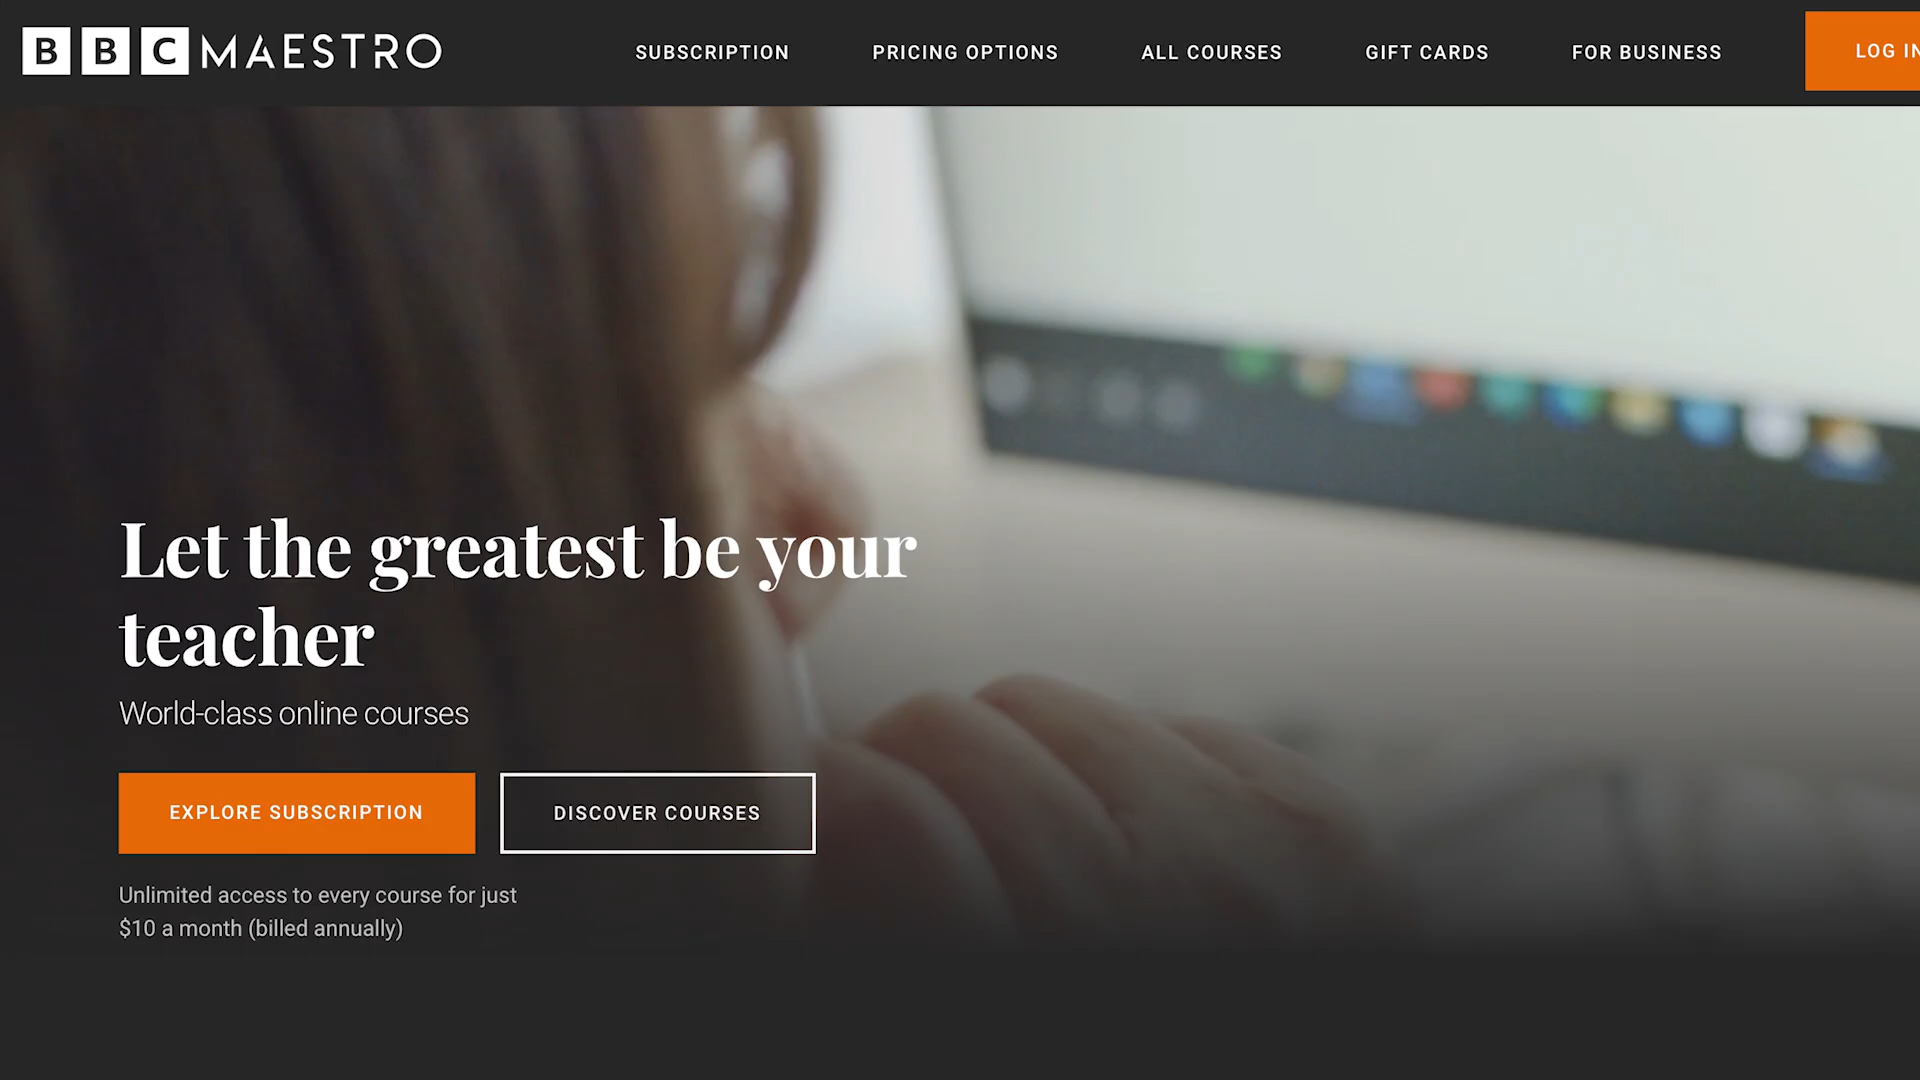 BBC MAESTRO
SUBSCRIPTION
PRICING OPTIONS
ALL COURSES
GIFT CARDS
FOR BUSINESS
LOG IN
Let the greatest be your
teacher
World-class online courses
EXPLORE SUBSCRIPTION
DISCOVER COURSES
Unlimited access to every course for just
$10 a month (billed annually)